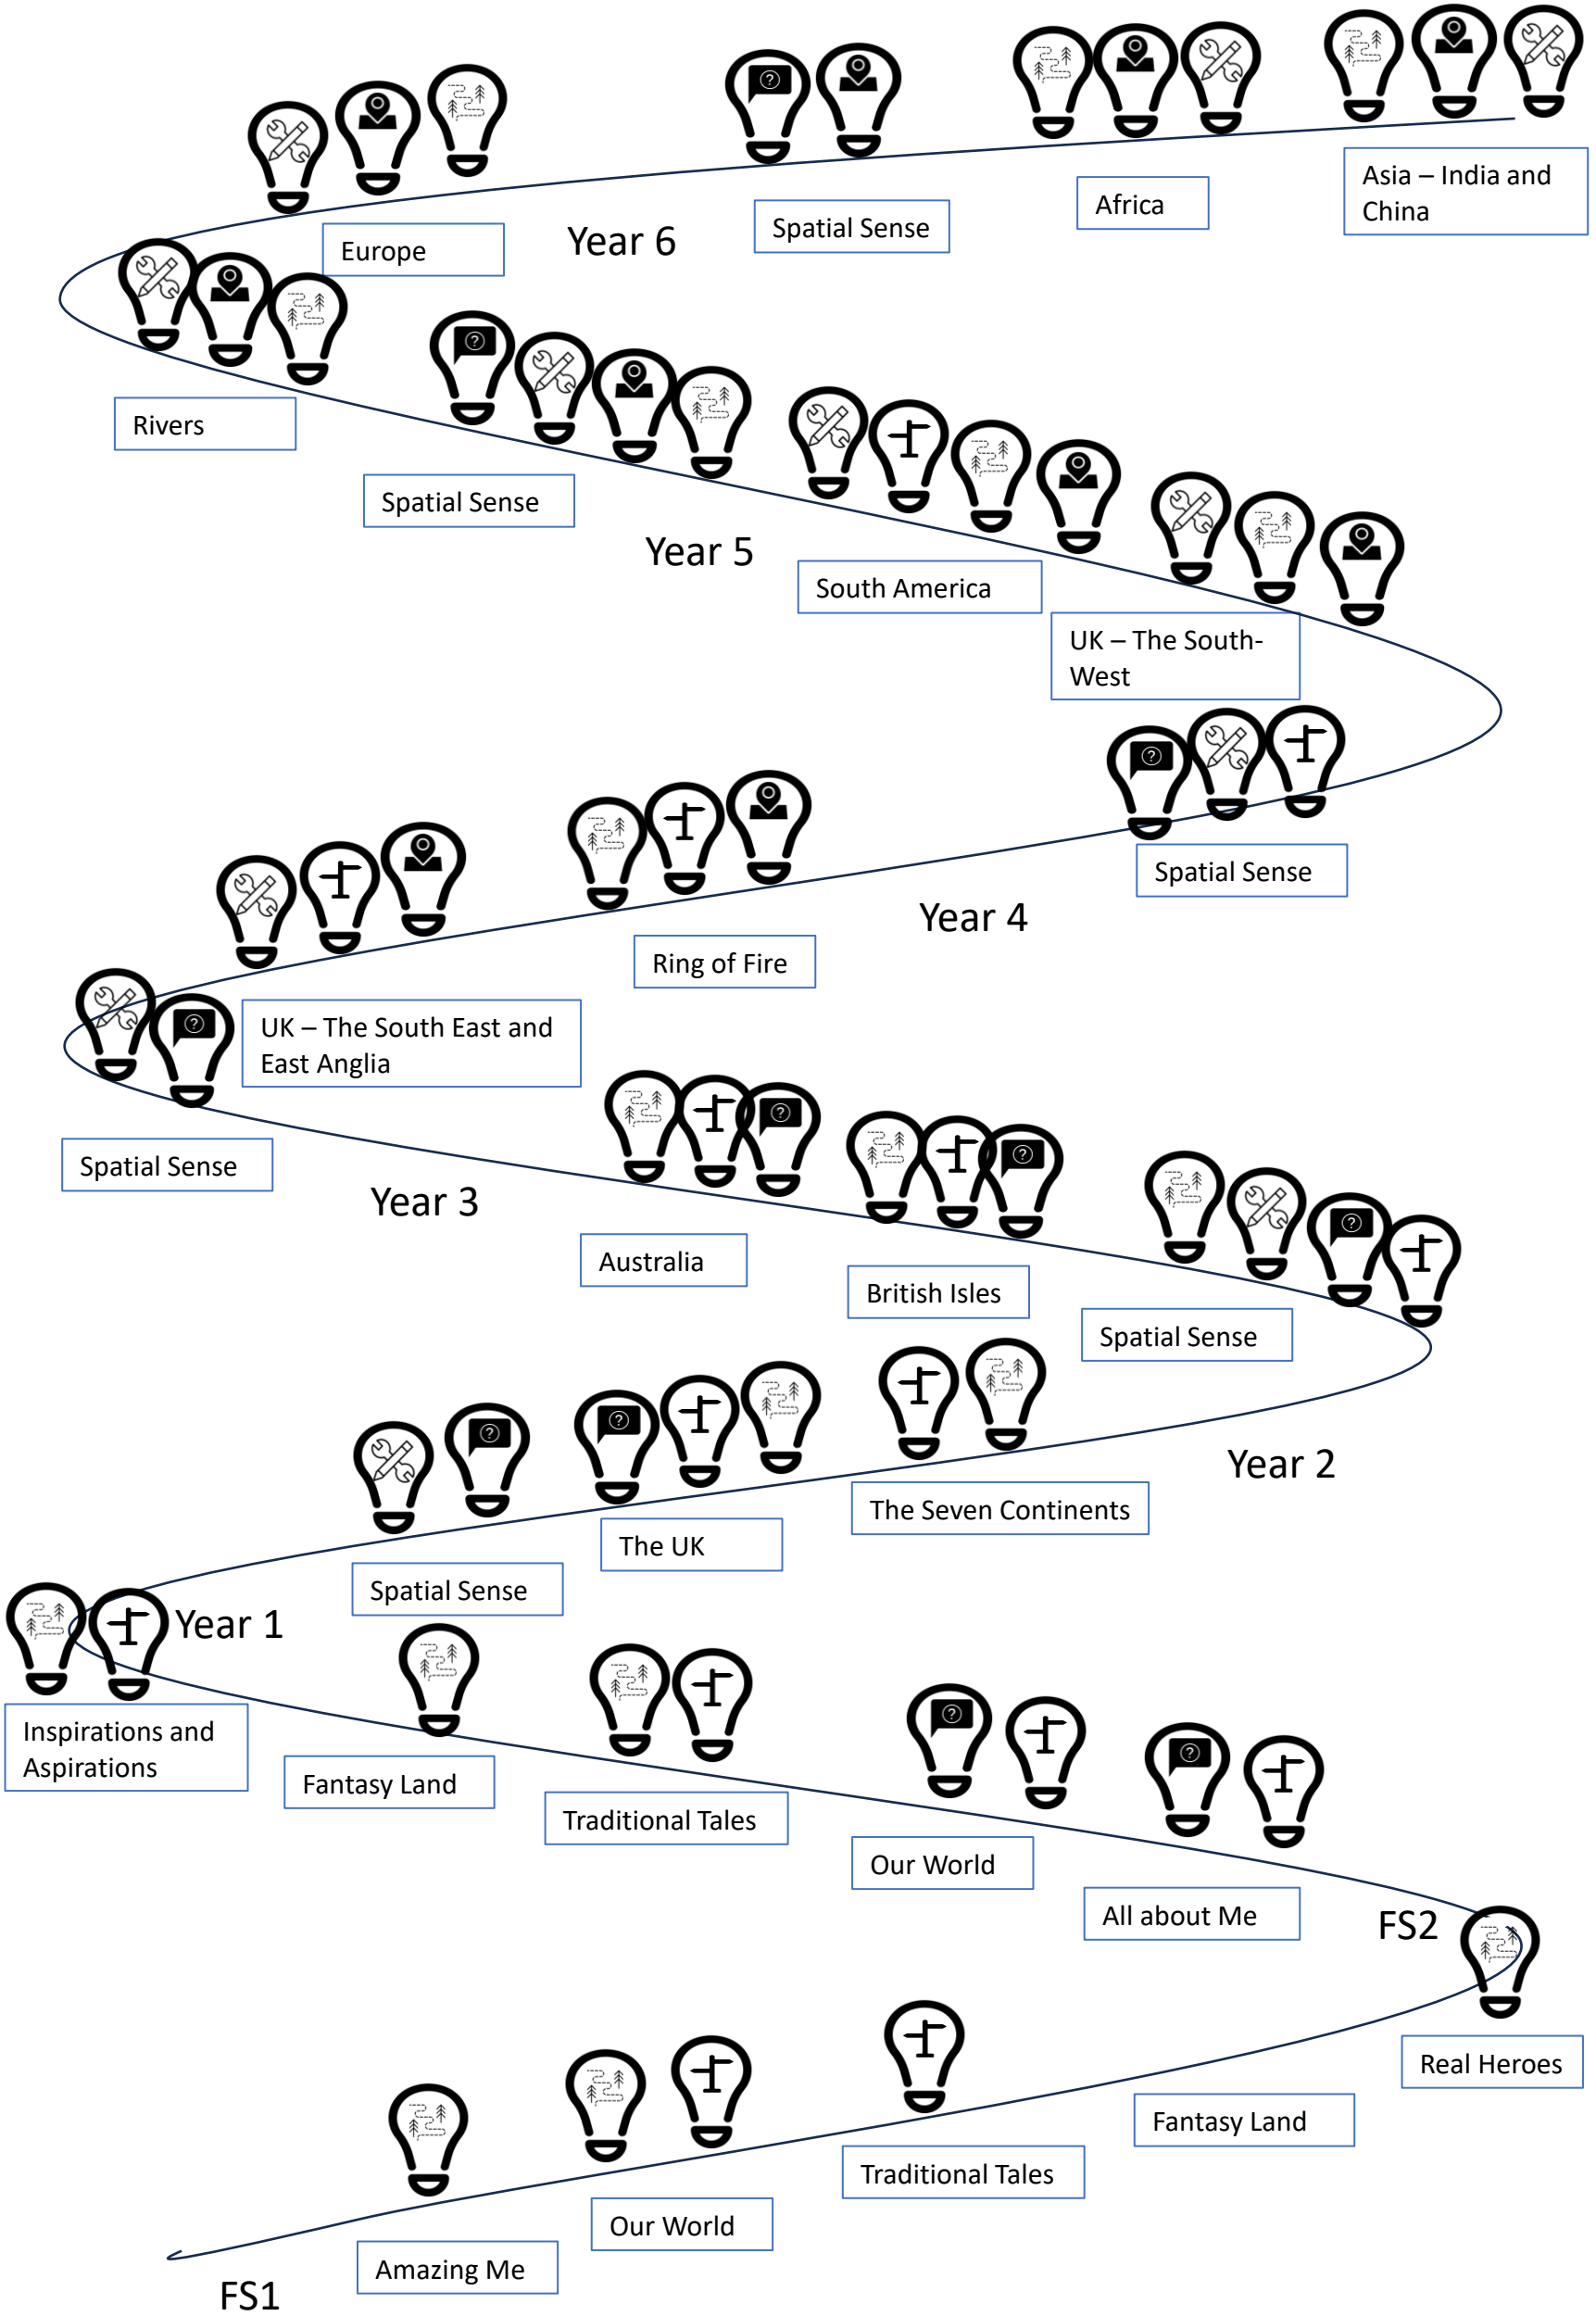 Asia – India and
China
Africa
Spatial Sense
Year 6
Europe
Rivers
Spatial Sense
Year 5
South America
UK – The South-
West
Spatial Sense
Year 4
Ring of Fire
UK – The South East and
East Anglia
Spatial Sense
Year 3
Australia
British Isles
Spatial Sense
Year 2
The Seven Continents
The UK
Spatial Sense
Year 1
Inspirations and
Aspirations
Fantasy Land
Traditional Tales
Our World
All about Me
FS2
Real Heroes
Fantasy Land
Traditional Tales
Our World
Amazing Me
FS1